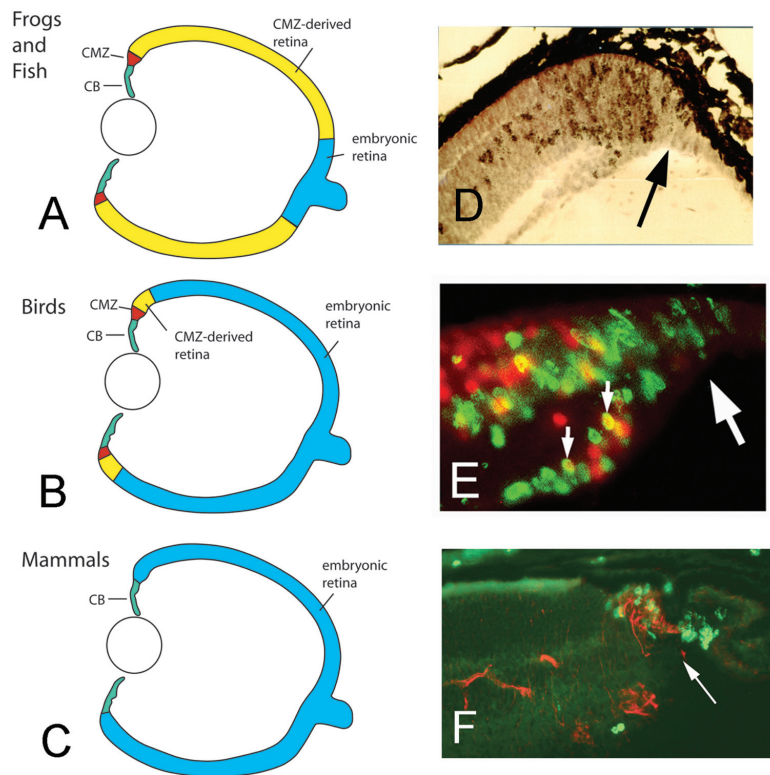 Frogs
and
Fish
CMZ
CB
CMZ-derived
retina
embryonic
retina
A
D
Birds
CMZ
CB
CMZ-derived
retina
embryonic
retina
B
E
Mammals
CB
embryonic
retina
C
F